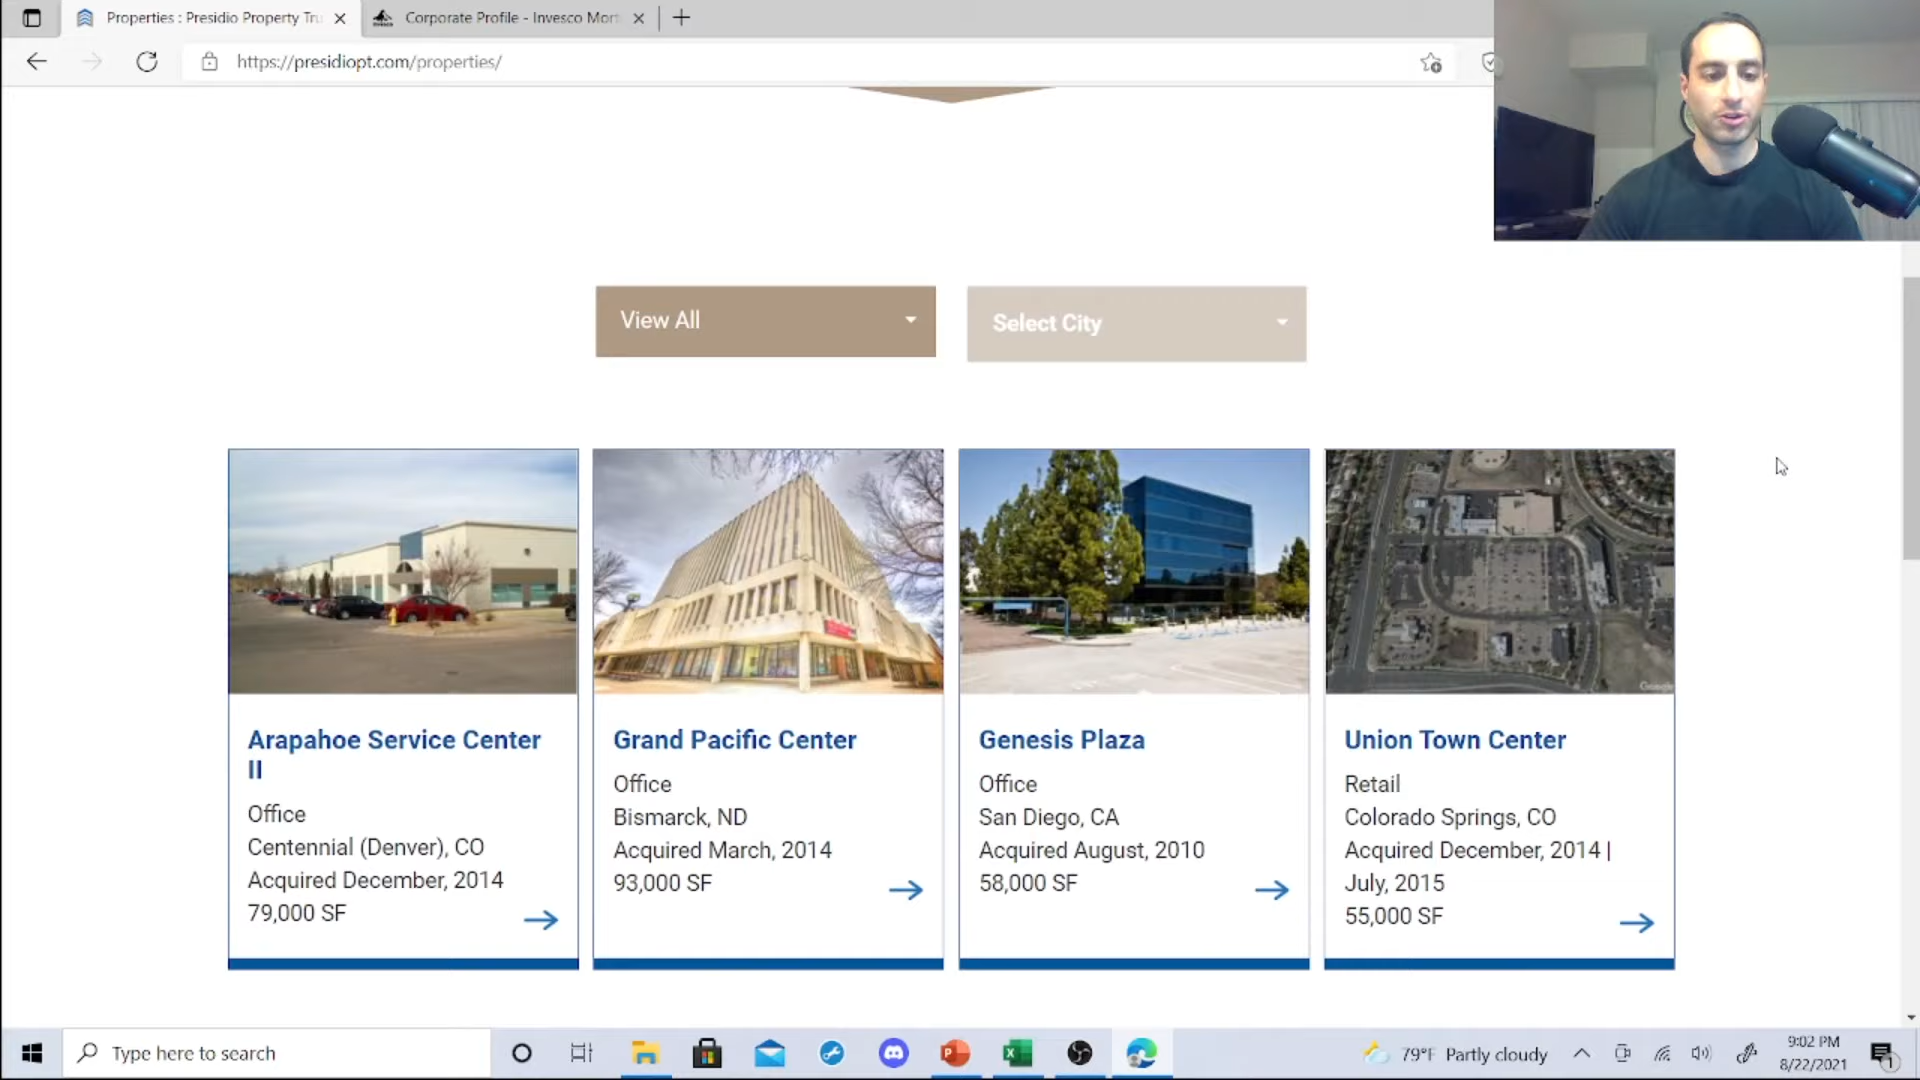 Properties : Presidio Property Tru
Corporate Profile - Invesco Mort
https://presidiopt.com/properties/
View All
Select City
Arapahoe Service Center
II
Office
Centennial (Denver), CO
Acquired December, 2014
79,000 SF
Grand Pacific Center
Office
Bismarck, ND
Acquired March, 2014
93,000 SF
Genesis Plaza
Office
San Diego, CA
Acquired August, 2010
58,000 SF
Google
Union Town Center
Retail
Colorado Springs, CO
Acquired December, 2014 |
July, 2015
55,000 SF
Type here to search
79°F Partly cloudy
9:02 PM
8/22/2021
1